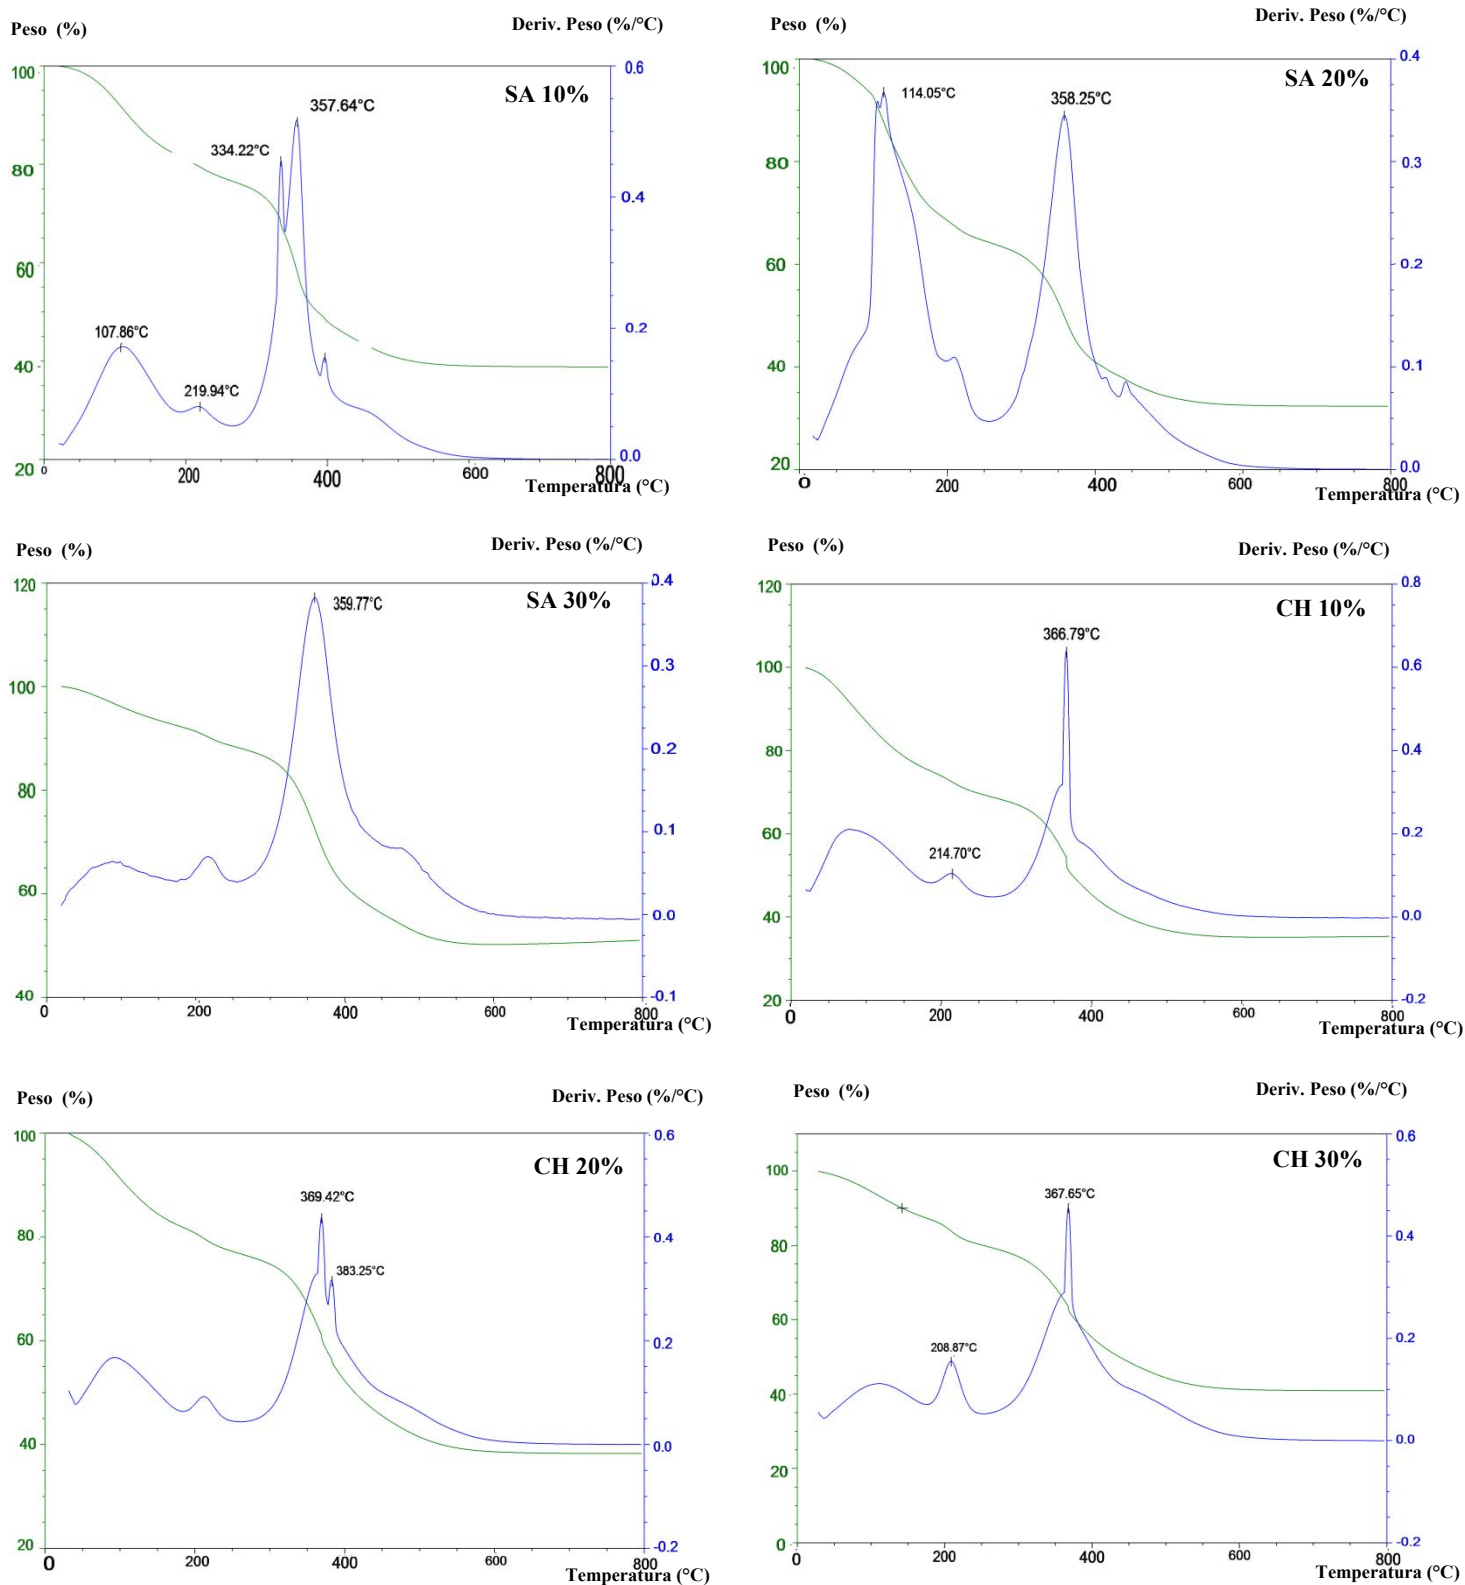 Peso (%)
Deriv. Peso (%/°C)
SA 10%
100
80
60
40
20
0.6
0.4
0.2
0.0
357.64°C
334.22°C
107.86°C
219.94°C
0
200
400
600
800
Temperatura (°C)
Peso (%)
Deriv. Peso (%/°C)
SA 20%
100
80
60
40
20
0.4
0.3
0.2
0.1
0.0
114.05°C
358.25°C
0
200
400
600
800
Temperatura (°C)
Peso (%)
Deriv. Peso (%/°C)
SA 30%
120
100
80
60
40
0.4
0.3
0.2
0.1
0.0
-0.1
359.77°C
0
200
400
600
800
Temperatura (°C)
Peso (%)
Deriv. Peso (%/°C)
CH 10%
120
100
80
60
40
20
0.8
0.6
0.4
0.2
0.0
-0.2
366.79°C
214.70°C
0
200
400
600
800
Temperatura (°C)
Peso (%)
Deriv. Peso (%/°C)
CH 20%
100
80
60
40
20
0.6
0.4
0.2
0.0
-0.2
369.42°C
383.25°C
0
200
400
600
800
Temperatura (°C)
Peso (%)
Deriv. Peso (%/°C)
CH 30%
100
80
60
40
20
0
0.6
0.4
0.2
0.0
-0.2
367.65°C
208.87°C
0
200
400
600
800
Temperatura (°C)